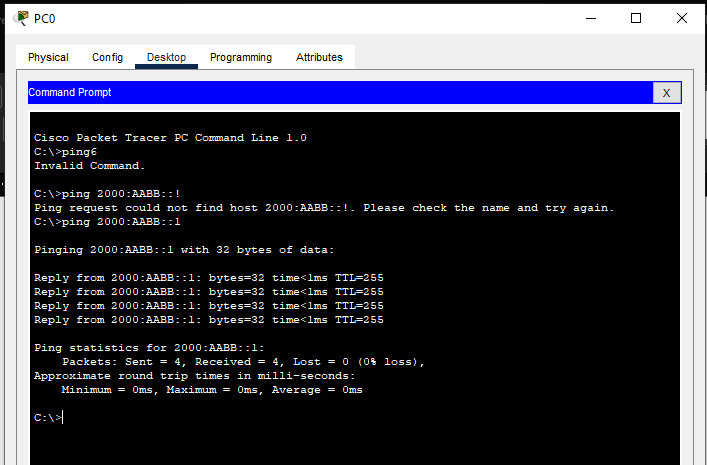 PC0
Physical Config Desktop Programming Attributes
Command Prompt X
Cisco Packet Tracer PC Command Line 1.0
C:\>ping6
Invalid Command.
C:\>ping 2000:AABB::!
Ping request could not find host 2000:AABB::!. Please check the name and try again.
C:\>ping 2000:AABB::1
Pinging 2000:AABB::1 with 32 bytes of data:
Reply from 2000:AABB::1: bytes=32 time<1ms TTL=255
Reply from 2000:AABB::1: bytes=32 time<1ms TTL=255
Reply from 2000:AABB::1: bytes=32 time<1ms TTL=255
Reply from 2000:AABB::1: bytes=32 time<1ms TTL=255
Ping statistics for 2000:AABB::1:
Packets: Sent = 4, Received = 4, Lost = 0 (0% loss),
Approximate round trip times in milli-seconds:
Minimum = 0ms, Maximum = 0ms, Average = 0ms
C:\>